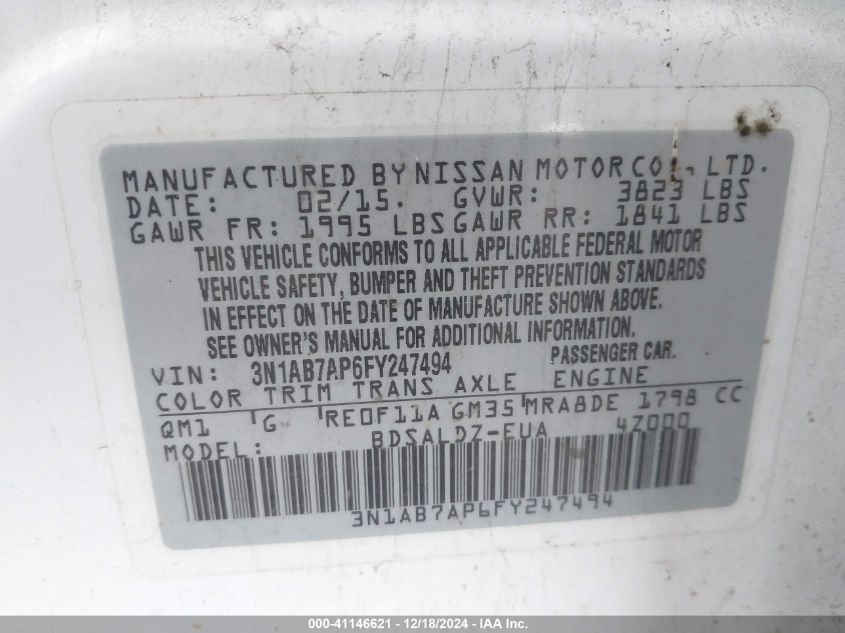 MANUFACTURED BY NISSAN MOTOR CO., LTD.
DATE: 02/15. GVWR: 3823 LBS
GAWR FR: 1995 LBS GAWR RR: 1841 LBS
THIS VEHICLE CONFORMS TO ALL APPLICABLE FEDERAL MOTOR
VEHICLE SAFETY, BUMPER AND THEFT PREVENTION STANDARDS
IN EFFECT ON THE DATE OF MANUFACTURE SHOWN ABOVE.
SEE OWNER'S MANUAL FOR ADDITIONAL INFORMATION.
VIN: 3N1AB7AP6FY247494 PASSENGER CAR.
COLOR TRIM TRANS AXLE ENGINE
QM1 G RE0F11A GM35 MRA8DE 1798 CC
MODEL: BDSALDZ-EUA 4Z000
3N1AB7AP6FY247494
000-41146621 - 12/18/2024 - IAA Inc.